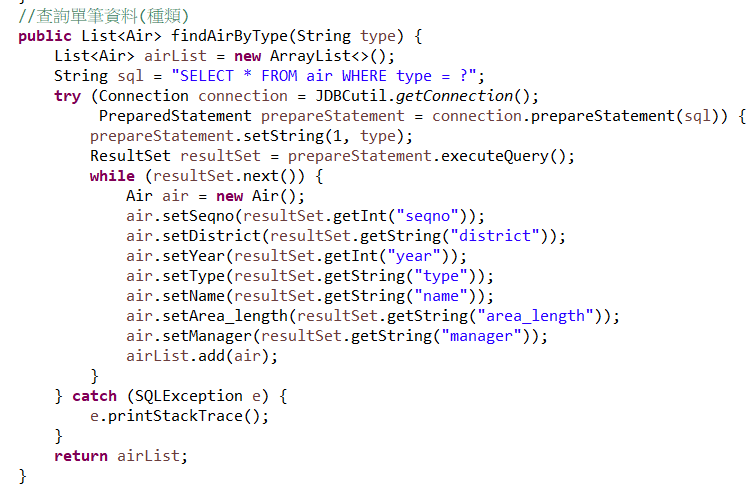 //查詢單筆資料(種類)
public List<Air> findAirByType(String type) {
List<Air> airList = new ArrayList<>();
String sql = "SELECT * FROM air WHERE type = ?";
try (Connection connection = JDBCutil.getConnection();
PreparedStatement prepareStatement = connection.prepareStatement(sql)) {
prepareStatement.setString(1, type);
ResultSet resultSet = prepareStatement.executeQuery();
while (resultSet.next()) {
Air air = new Air();
air.setSeqno(resultSet.getInt("seqno"));
air.setDistrict(resultSet.getString("district"));
air.setYear(resultSet.getInt("year"));
air.setType(resultSet.getString("type"));
air.setName(resultSet.getString("name"));
air.setArea_length(resultSet.getString("area_length"));
air.setManager(resultSet.getString("manager"));
airList.add(air);
}
} catch (SQLException e) {
e.printStackTrace();
}
return airList;
}